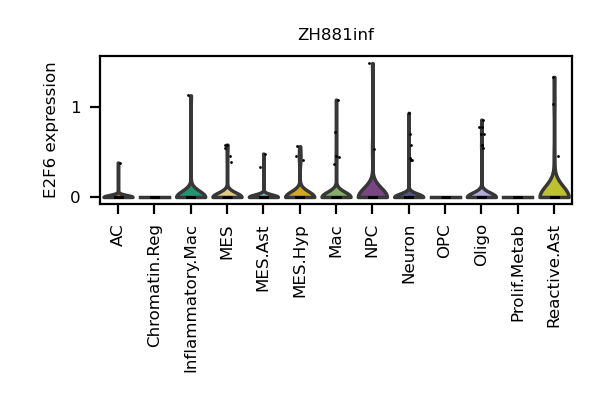 ZH881inf
E2F6 expression
1
0
AC
Chromatin.Reg
Inflammatory.Mac
MES
MES.Ast
MES.Hyp
Mac
NPC
Neuron
OPC
Oligo
Prolif.Metab
Reactive.Ast